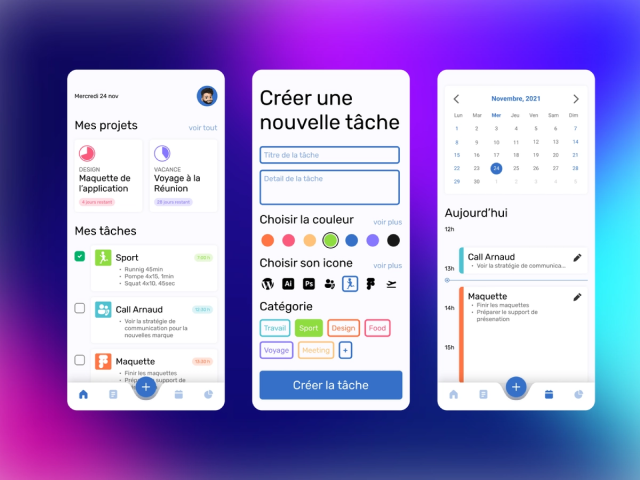 Mercredi 24 nov
Mes projets
voir tout
DESIGN
Maquette de
l'application
4 jours restant
VACANCE
Voyage à la
Réunion
28 jours restant
Mes tâches
Sport
Runnig 45min
Pompe 4x15, 1min
Squat 4x10, 45sec
Call Arnaud
Voir la stratégie de
communication pour la
nouvelles marque
Maquette
Finir les maquettes
Préparer le support de
présentation
Créer une
nouvelle tâche
Titre de la tâche
Detail de la tâche
Choisir la couleur
voir plus
Choisir son icone
voir plus
Ai
Ps
Catégorie
Travail
Sport
Design
Food
Voyage
Meeting
+
Créer la tâche
Novembre, 2021
Lun Mar Mer Jeu Ven Sam Dim
1 2 3 4 5 6 7
8 9 10 11 12 13 14
15 16 17 18 19 20 21
22 23 24 25 26 27 28
29 30 1 2 3 4 5
Aujourd'hui
12h
Call Arnaud
Voir la stratégie de communica...
13h
Maquette
Finir les maquettes
Préparer le support de
présenation
14h
15h